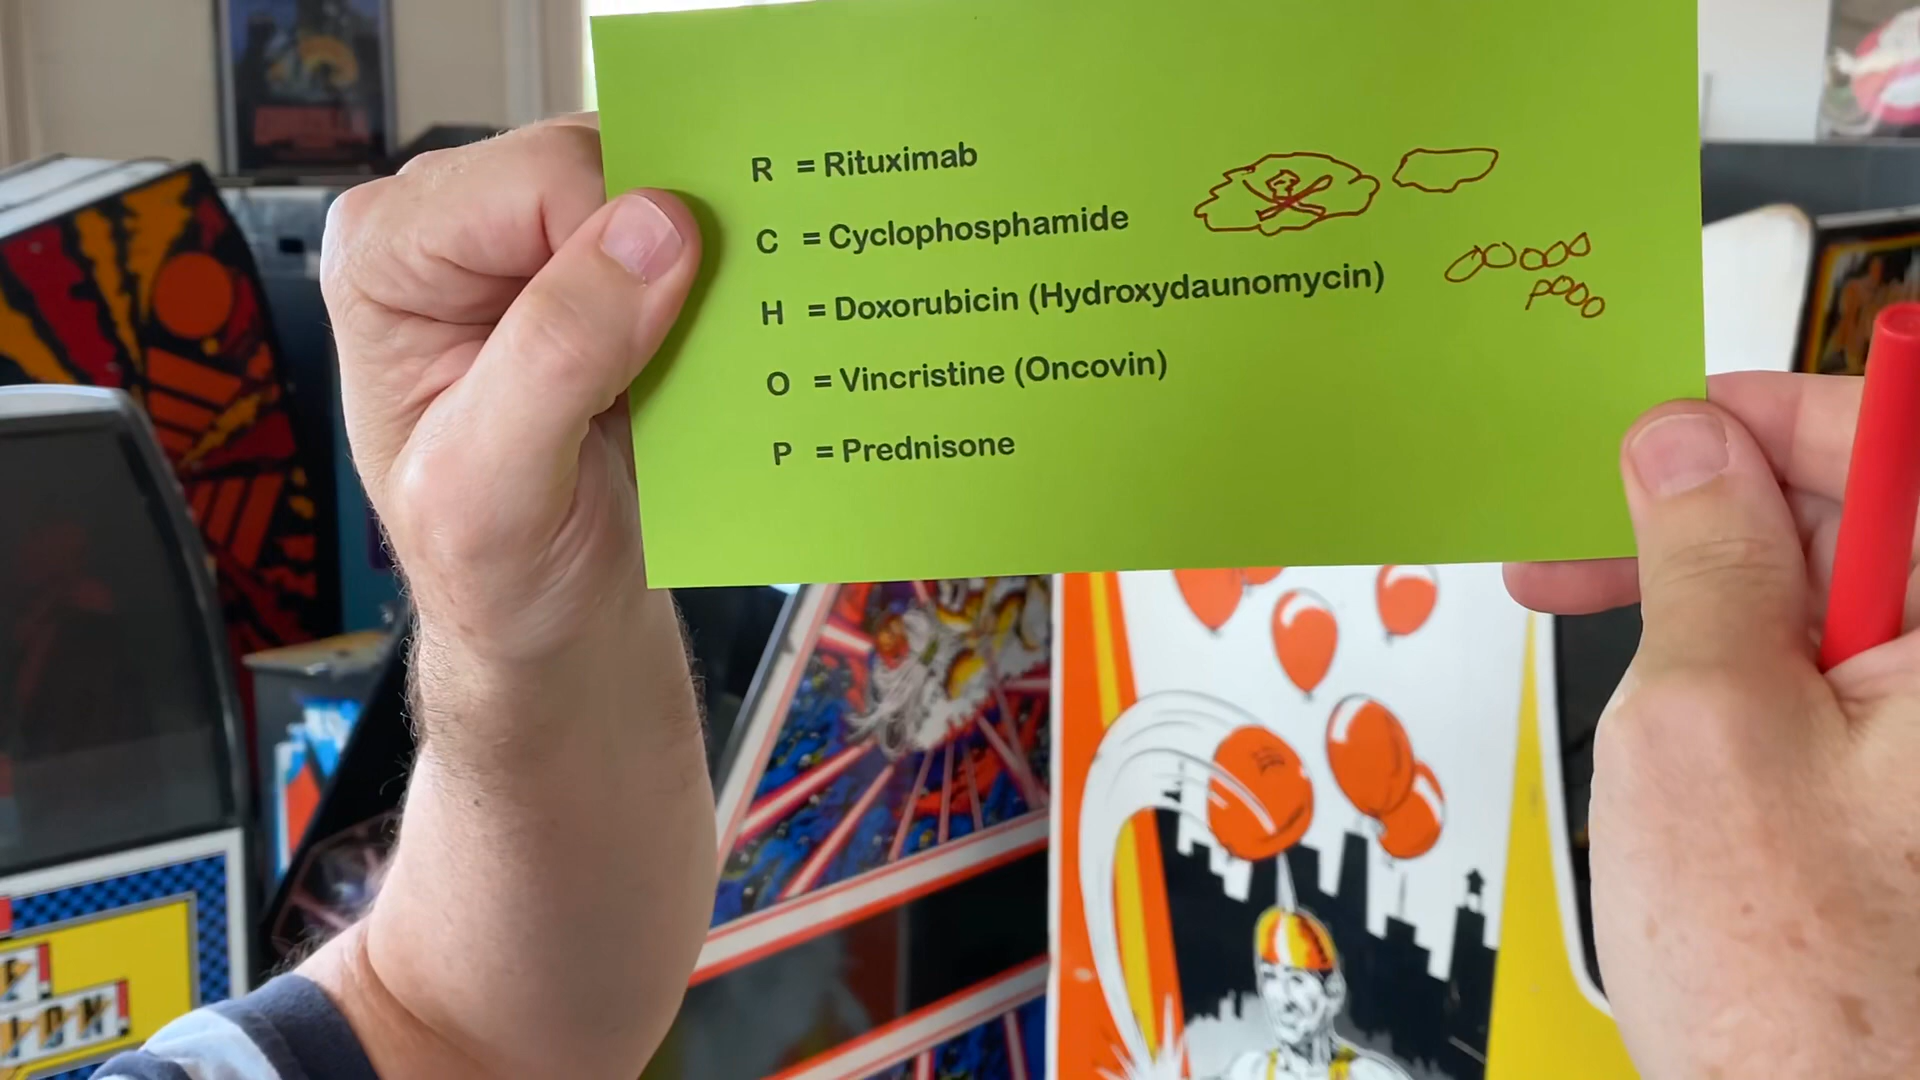 R = Rituximab
C = Cyclophosphamide
H = Doxorubicin (Hydroxydaunomycin)
O = Vincristine (Oncovin)
P = Prednisone